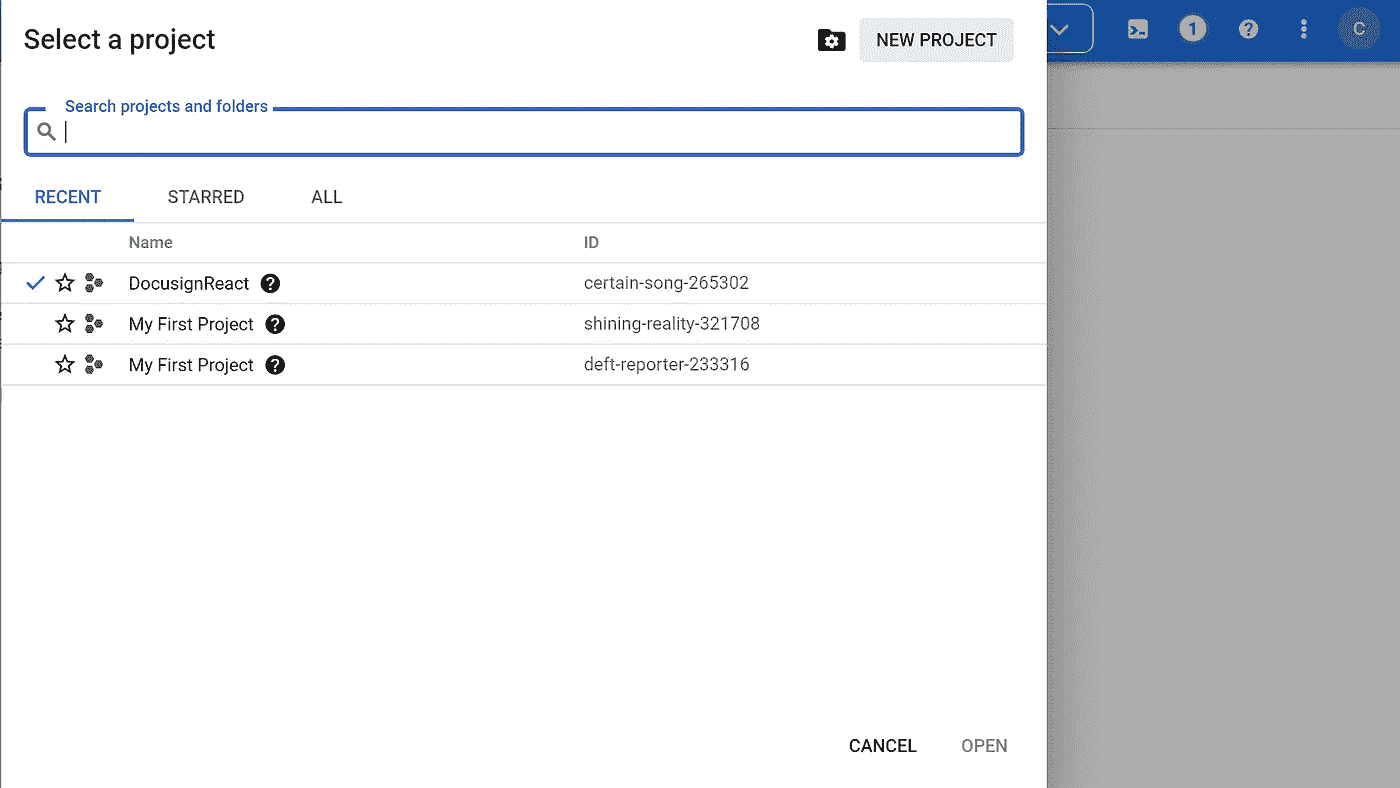 Select a project
NEW PROJECT
1
?
C
Search projects and folders
RECENT STARRED ALL
Name ID
DocusignReact ? certain-song-265302
My First Project ? shining-reality-321708
My First Project ? deft-reporter-233316
CANCEL OPEN